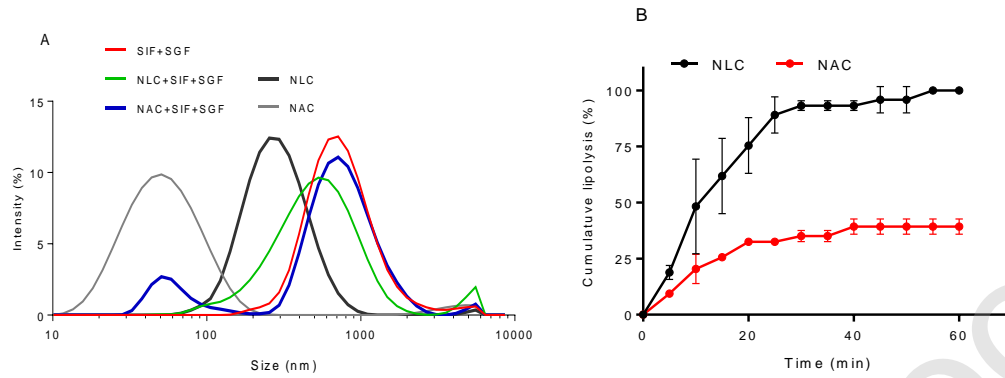 A
SIF+SGF
NLC+SIF+SGF
NAC+SIF+SGF
NLC
NAC
15
10
5
0
Intensity (%)
10
100
1000
10000
Size (nm)
B
NLC
NAC
100
75
50
25
0
Cumulative lipolysis (%)
0
20
40
60
Time (min)